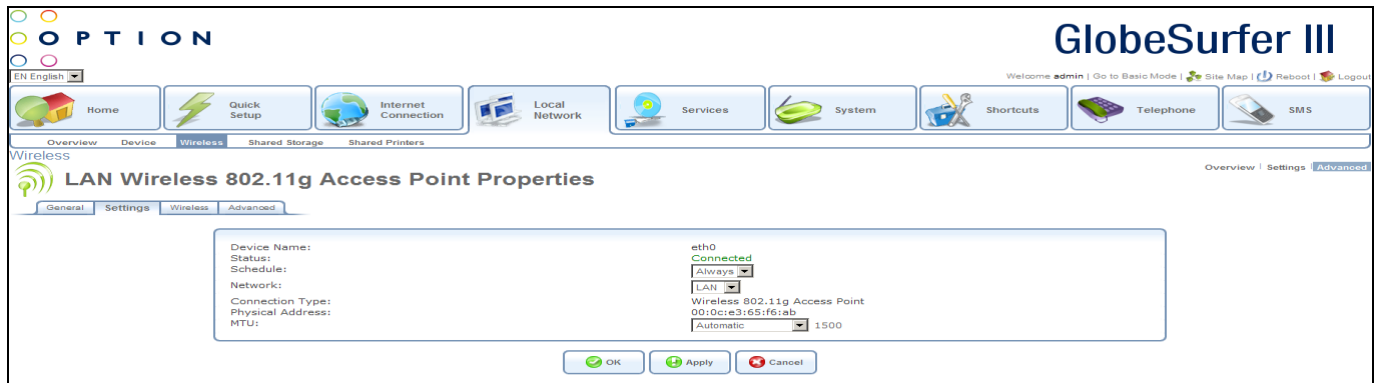 OPTION
GlobeSurfer III
EN English
Welcome admin | Go to Basic Mode | Site Map | Reboot | Logout
Home
Quick Setup
Internet Connection
Local Network
Services
System
Shortcuts
Telephone
SMS
Overview Device Wireless Shared Storage Shared Printers
Wireless
Overview | Settings | Advanced
LAN Wireless 802.11g Access Point Properties
General Settings Wireless Advanced
Device Name: eth0
Status: Connected
Schedule: Always
Network: LAN
Connection Type: Wireless 802.11g Access Point
Physical Address: 00:0c:e3:65:f6:ab
MTU: Automatic 1500
OK Apply Cancel